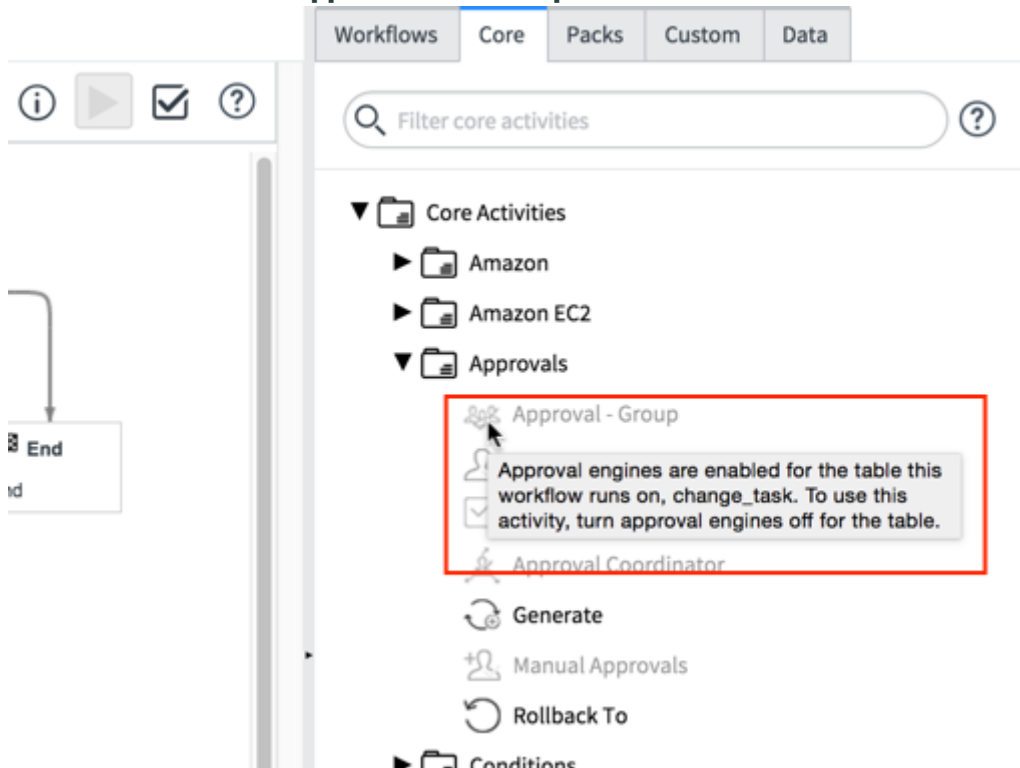 Workflows Core Packs Custom Data
Filter core activities
Core Activities
Amazon
Amazon EC2
Approvals
Approval - Group
Approval engines are enabled for the table this
workflow runs on, change_task. To use this
activity, turn approval engines off for the table.
Approval Coordinator
Generate
Manual Approvals
Rollback To
Conditions
End